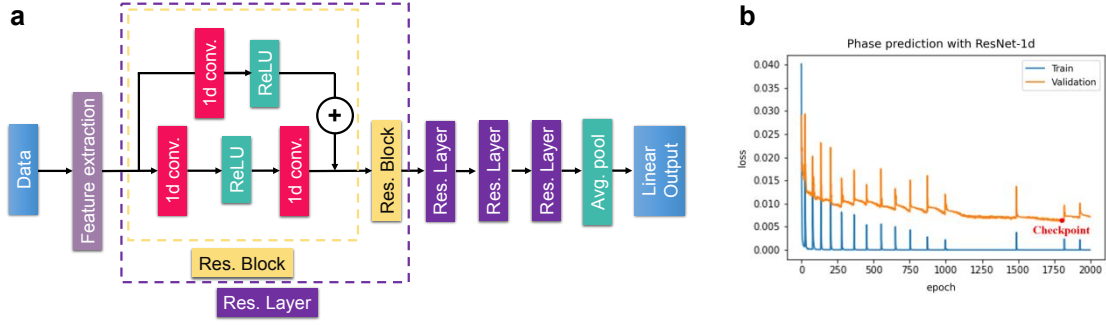 a
Data
Feature extraction
1d conv.
ReLU
+
1d conv.
ReLU
1d conv.
Res. Block
Res. Layer
Res. Layer
Res. Layer
Avg. pool
Linear
Output
Res. Block
Res. Layer
b
Phase prediction with ResNet-1d
Train
Validation
loss
0.040
0.035
0.030
0.025
0.020
0.015
0.010
0.005
0.000
Checkpoint
0
250
500
750
1000
1250
1500
1750
2000
epoch